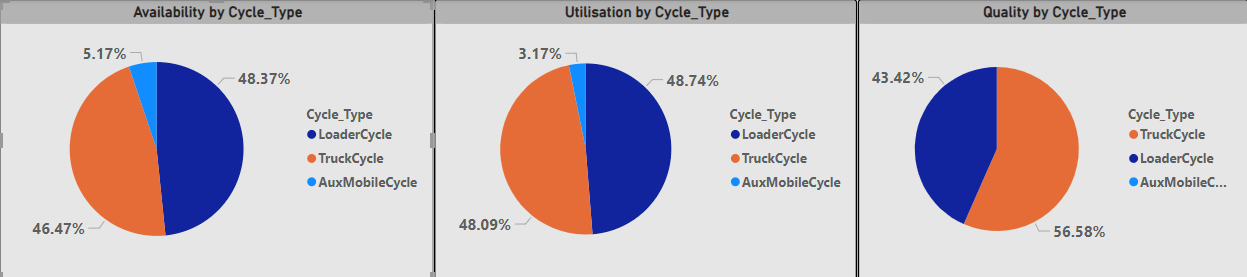 Availability by Cycle_Type
5.17%
48.37%
46.47%
Cycle_Type
LoaderCycle
TruckCycle
AuxMobileCycle
Utilisation by Cycle_Type
3.17%
48.74%
48.09%
Cycle_Type
LoaderCycle
TruckCycle
AuxMobileCycle
Quality by Cycle_Type
43.42%
56.58%
Cycle_Type
TruckCycle
LoaderCycle
AuxMobileC...